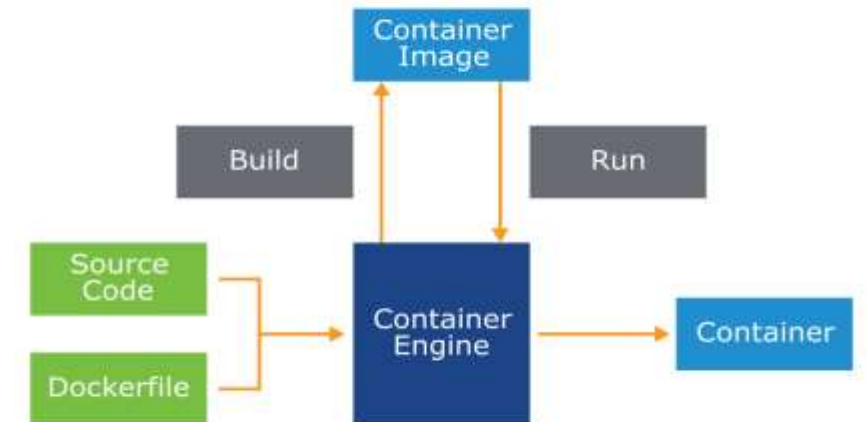 Container
Image
Build
Run
Source
Code
Container
Engine
Container
Dockerfile